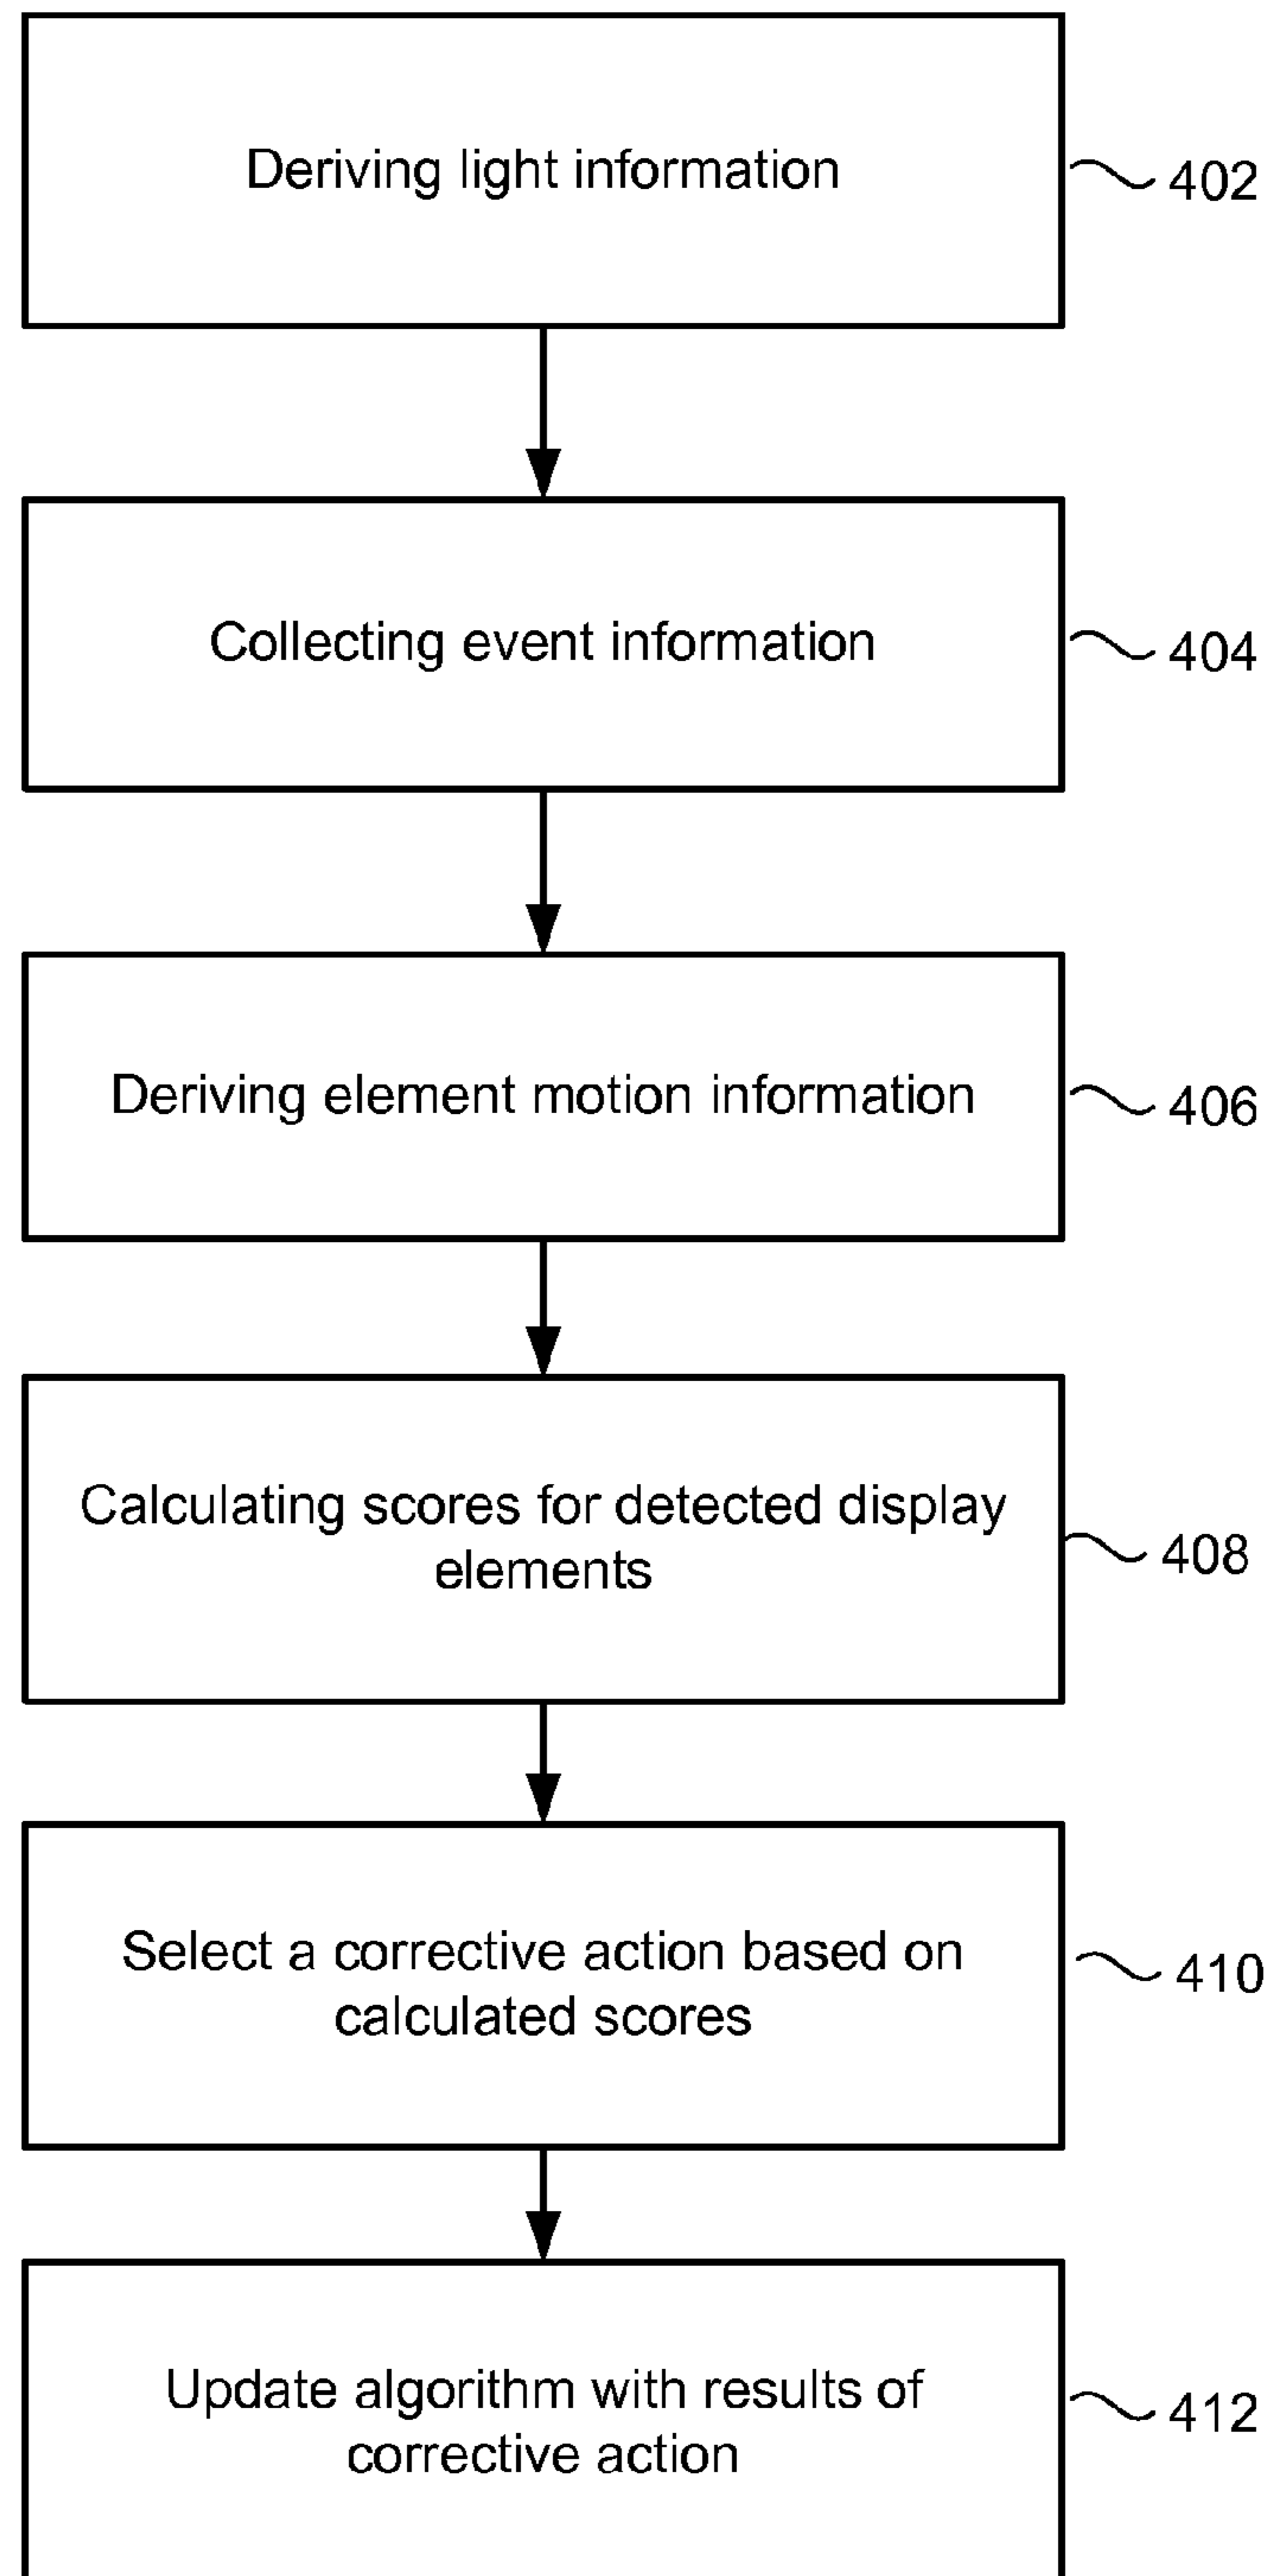 Deriving light information
402
Collecting event information
404
Deriving element motion information
406
Calculating scores for detected display
elements
408
Select a corrective action based on
calculated scores
410
Update algorithm with results of
corrective action
412